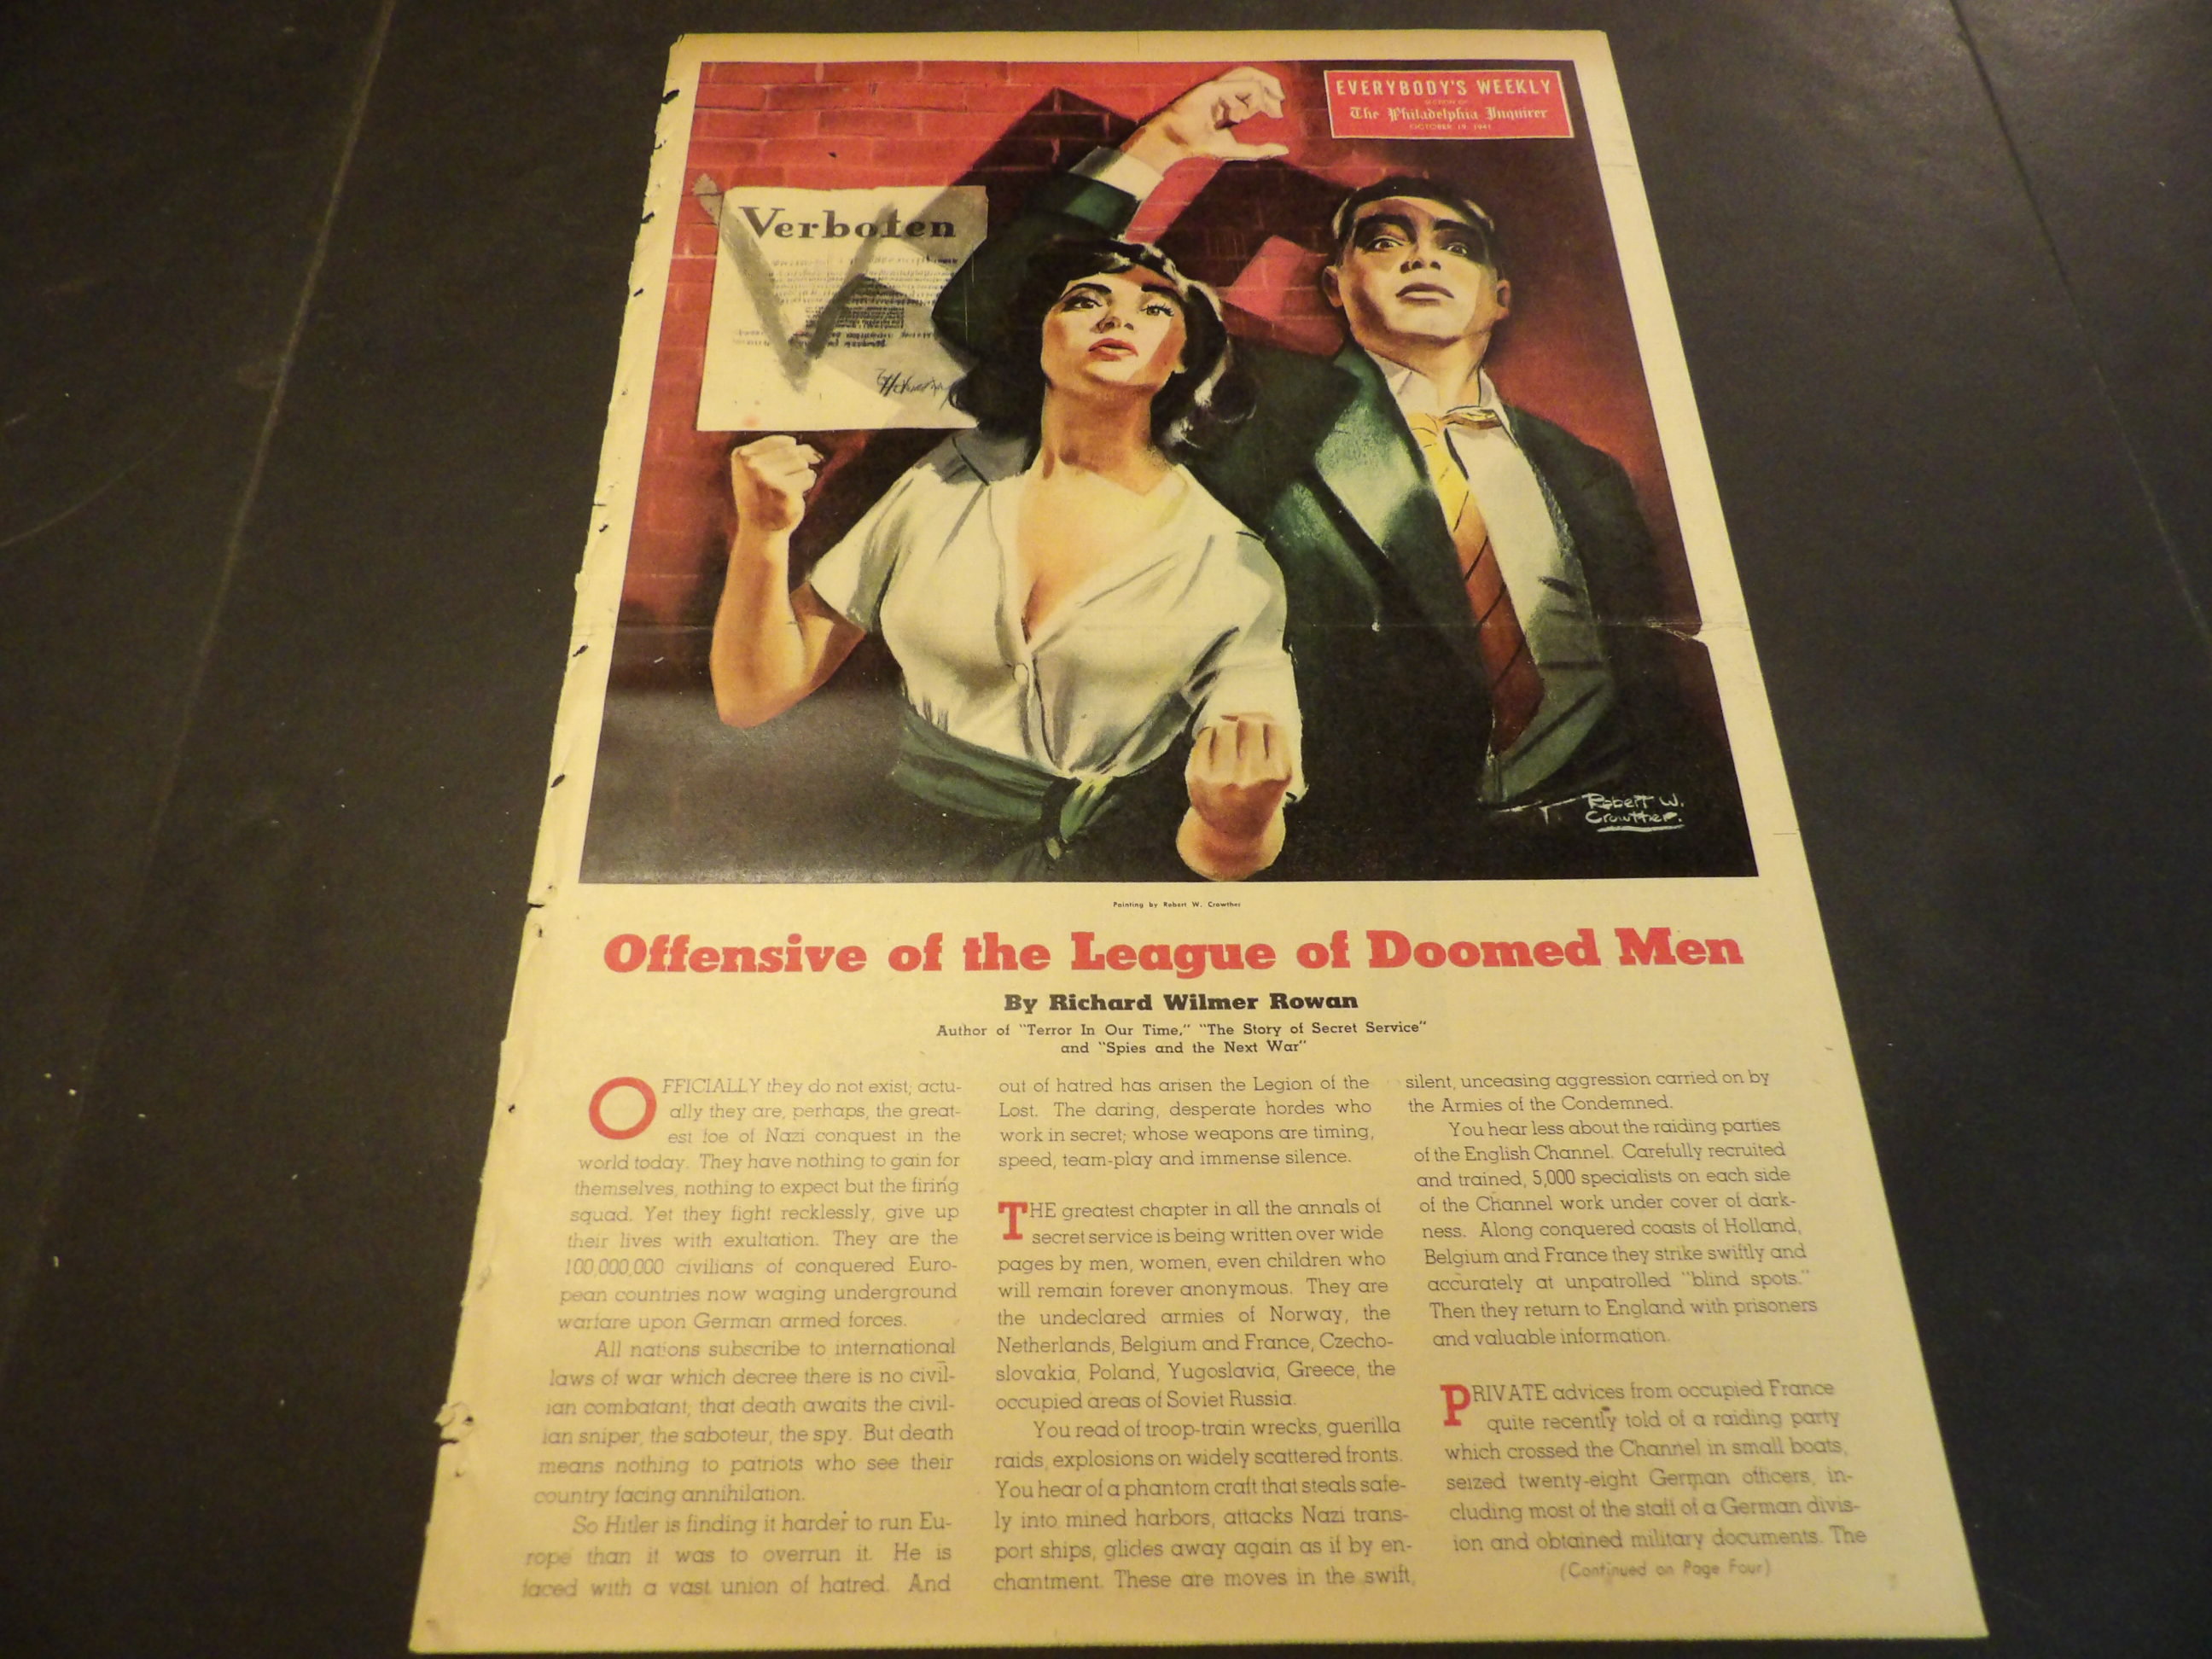 EVERYBODY'S WEEKLY
SECTION OF
The Philadelphia Inquirer
OCTOBER 19, 1941
Verboten
Robert W.
Crowther.
Painting by Robert W. Crowther
Offensive of the League of Doomed Men
By Richard Wilmer Rowan
Author of "Terror In Our Time," "The Story of Secret Service"
and "Spies and the Next War"
OFFICIALLY they do not exist; actu-
ally they are, perhaps, the great-
est foe of Nazi conquest in the
world today. They have nothing to gain for
themselves, nothing to expect but the firing
squad. Yet they fight recklessly, give up
their lives with exultation. They are the
100,000,000 civilians of conquered Euro-
pean countries now waging underground
warfare upon German armed forces.
All nations subscribe to international
laws of war which decree there is no civil-
ian combatant, that death awaits the civil-
ian sniper, the saboteur, the spy. But death
means nothing to patriots who see their
country facing annihilation.
So Hitler is finding it harder to run Eu-
rope than it was to overrun it. He is
faced with a vast union of hatred. And
out of hatred has arisen the Legion of the
Lost. The daring, desperate hordes who
work in secret; whose weapons are timing,
speed, team-play and immense silence.
THE greatest chapter in all the annals of
secret service is being written over wide
pages by men, women, even children who
will remain forever anonymous. They are
the undeclared armies of Norway, the
Netherlands, Belgium and France, Czecho-
slovakia, Poland, Yugoslavia, Greece, the
occupied areas of Soviet Russia.
You read of troop-train wrecks, guerilla
raids, explosions on widely scattered fronts.
You hear of a phantom craft that steals safe-
ly into mined harbors, attacks Nazi trans-
port ships, glides away again as if by en-
chantment. These are moves in the swift,
silent, unceasing aggression carried on by
the Armies of the Condemned.
You hear less about the raiding parties
of the English Channel. Carefully recruited
and trained, 5,000 specialists on each side
of the Channel work under cover of dark-
ness. Along conquered coasts of Holland,
Belgium and France they strike swiftly and
accurately at unpatrolled "blind spots."
Then they return to England with prisoners
and valuable information.
PRIVATE advices from occupied France
quite recently told of a raiding party
which crossed the Channel in small boats,
seized twenty-eight German officers, in-
cluding most of the staff of a German divis-
ion and obtained military documents. The
(Continued on Page Four)